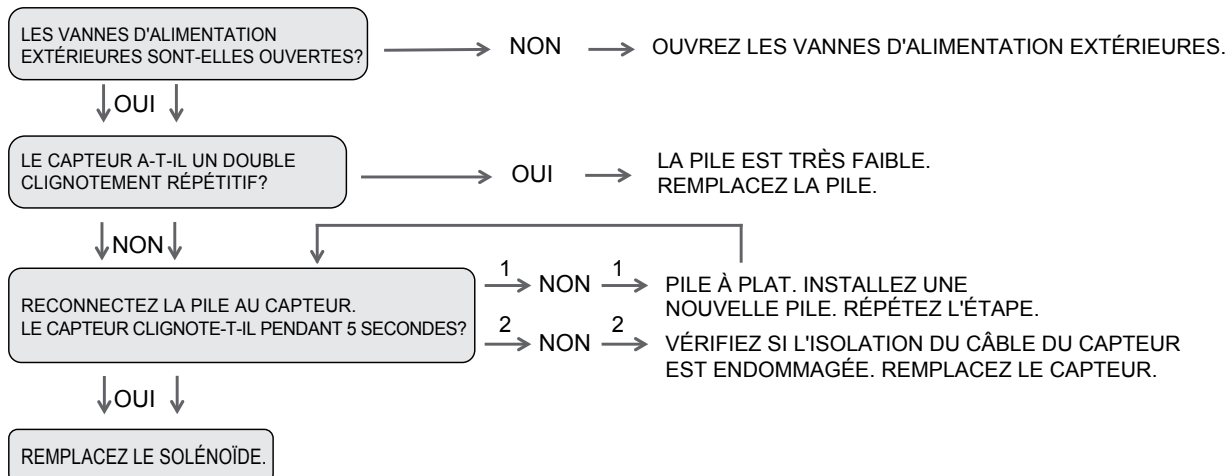 LES VANNES D'ALIMENTATION
EXTÉRIEURES SONT-ELLES OUVERTES?
NON
OUVREZ LES VANNES D'ALIMENTATION EXTÉRIEURES.
OUI
LE CAPTEUR A-T-IL UN DOUBLE
CLIGNOTEMENT RÉPÉTITIF?
OUI
LA PILE EST TRÈS FAIBLE.
REMPLACEZ LA PILE.
NON
RECONNECTEZ LA PILE AU CAPTEUR.
LE CAPTEUR CLIGNOTE-T-IL PENDANT 5 SECONDES?
1 NON 1
PILE À PLAT. INSTALLEZ UNE
NOUVELLE PILE. RÉPÉTEZ L'ÉTAPE.
2 NON 2
VÉRIFIEZ SI L'ISOLATION DU CÂBLE DU CAPTEUR
EST ENDOMMAGÉE. REMPLACEZ LE CAPTEUR.
OUI
REMPLACEZ LE SOLÉNOÏDE.